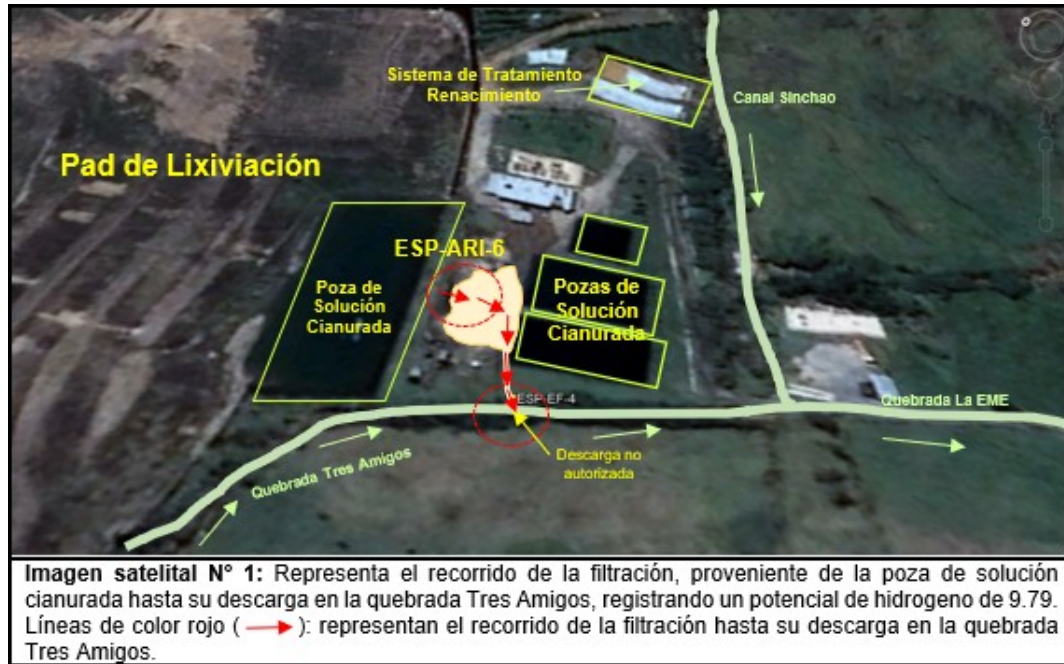 Sistema de Tratamiento
Renacimiento
Canal Sinchao
Pad de Lixiviación
ESP-ARI-6
Poza de
Solución
Cianurada
Pozas de
Solución
Cianurada
ESP-EF-4
Quebrada La EME
Descarga no
autorizada
Quebrada Tres Amigos
Imagen satelital N° 1: Representa el recorrido de la filtración, proveniente de la poza de solución
cianurada hasta su descarga en la quebrada Tres Amigos, registrando un potencial de hidrogeno de 9.79.
Líneas de color rojo ( ): representan el recorrido de la filtración hasta su descarga en la quebrada
Tres Amigos.